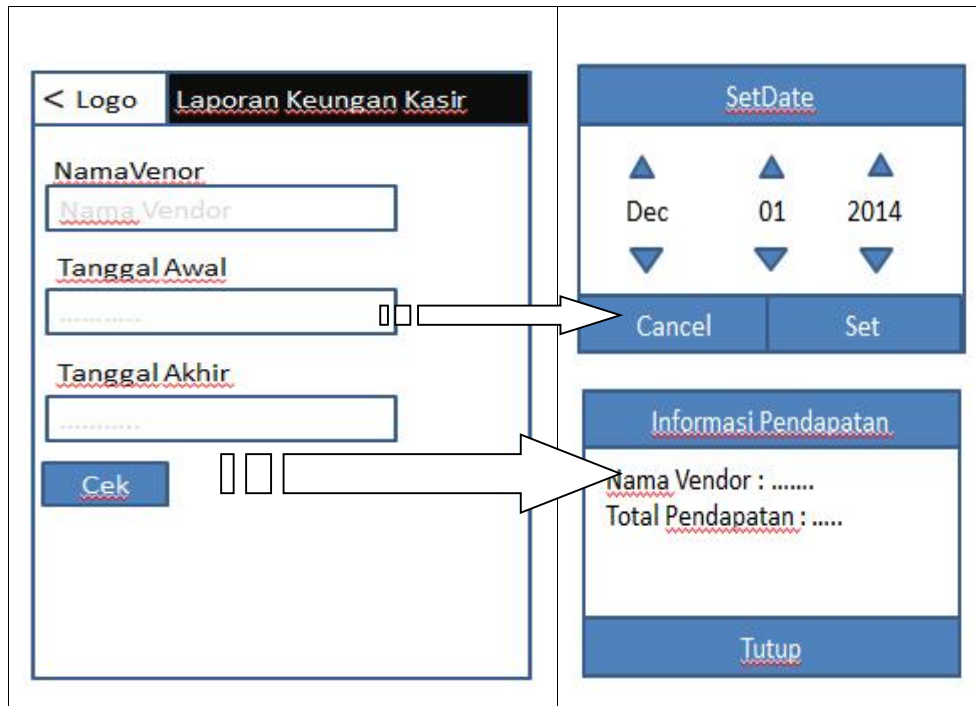 < Logo
Laporan Keungan Kasir
NamaVenor
Nama Vendor
Tanggal Awal
...........
Tanggal Akhir
...........
Cek
SetDate
Dec 01 2014
Cancel Set
Informasi Pendapatan
Nama Vendor : .......
Total Pendapatan : .....
Tutup